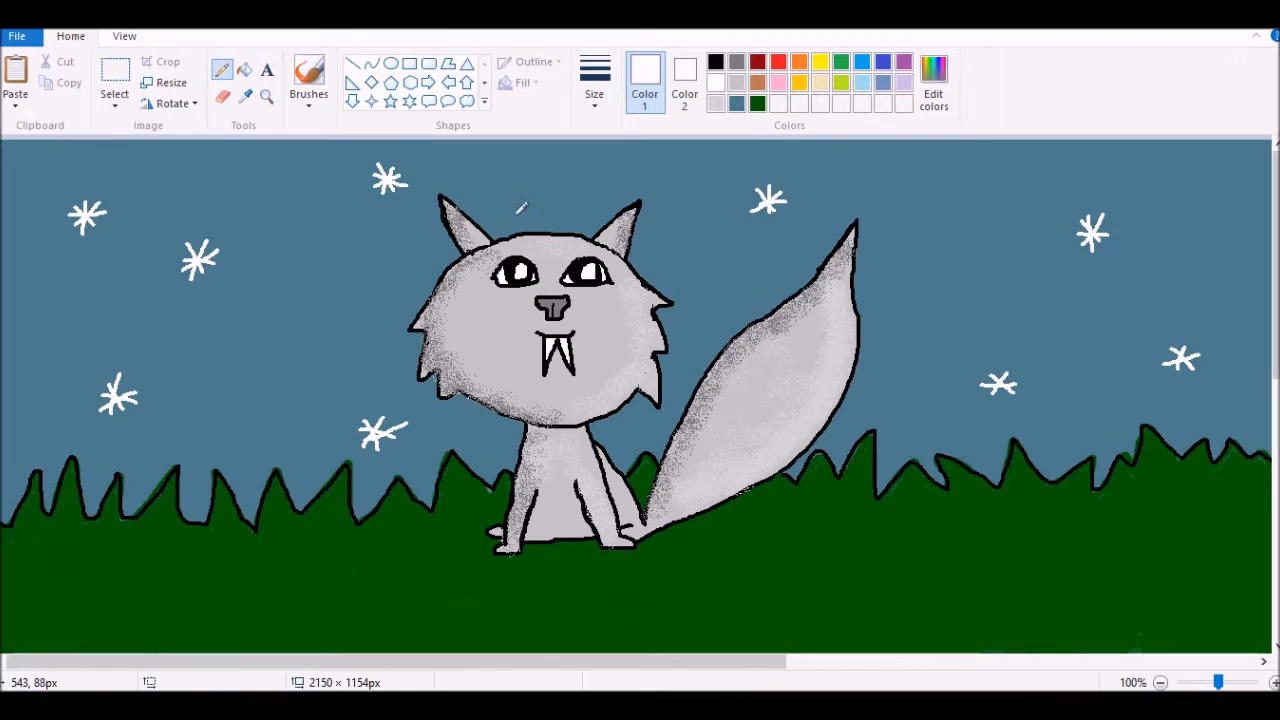 File Home View
Paste Cut Copy
Clipboard
Select Crop Resize Rotate
Image
A
Tools
Brushes
Outline Fill
Shapes
Size
Color 1
Color 2
Edit colors
Colors
543, 88px
2150 × 1154px
100%